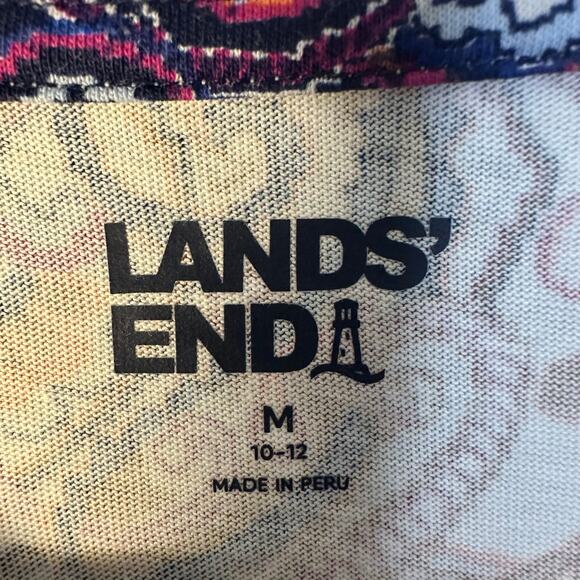 LANDS'
END
M
10-12
MADE IN PERU